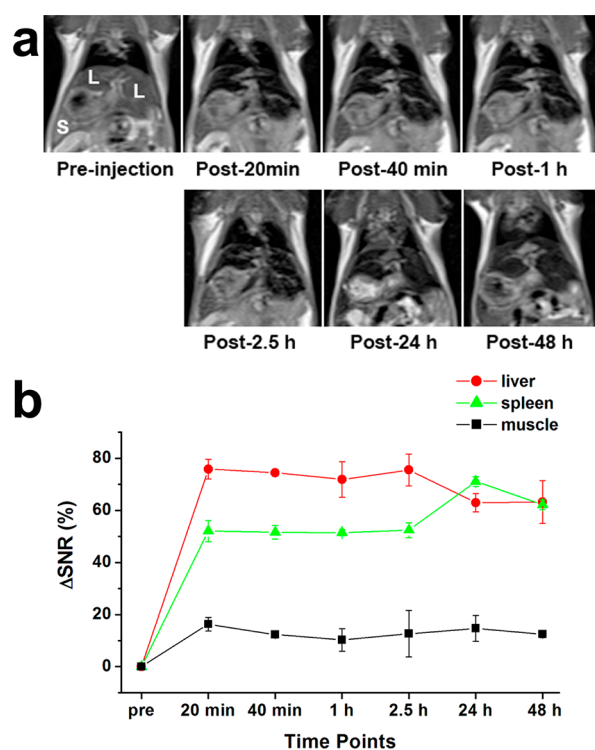 a
L
L
S
Pre-injection
Post-20min
Post-40 min
Post-1 h
Post-2.5 h
Post-24 h
Post-48 h
b
liver
spleen
muscle
80
60
40
20
0
ΔSNR (%)
pre
20 min
40 min
1 h
2.5 h
24 h
48 h
Time Points